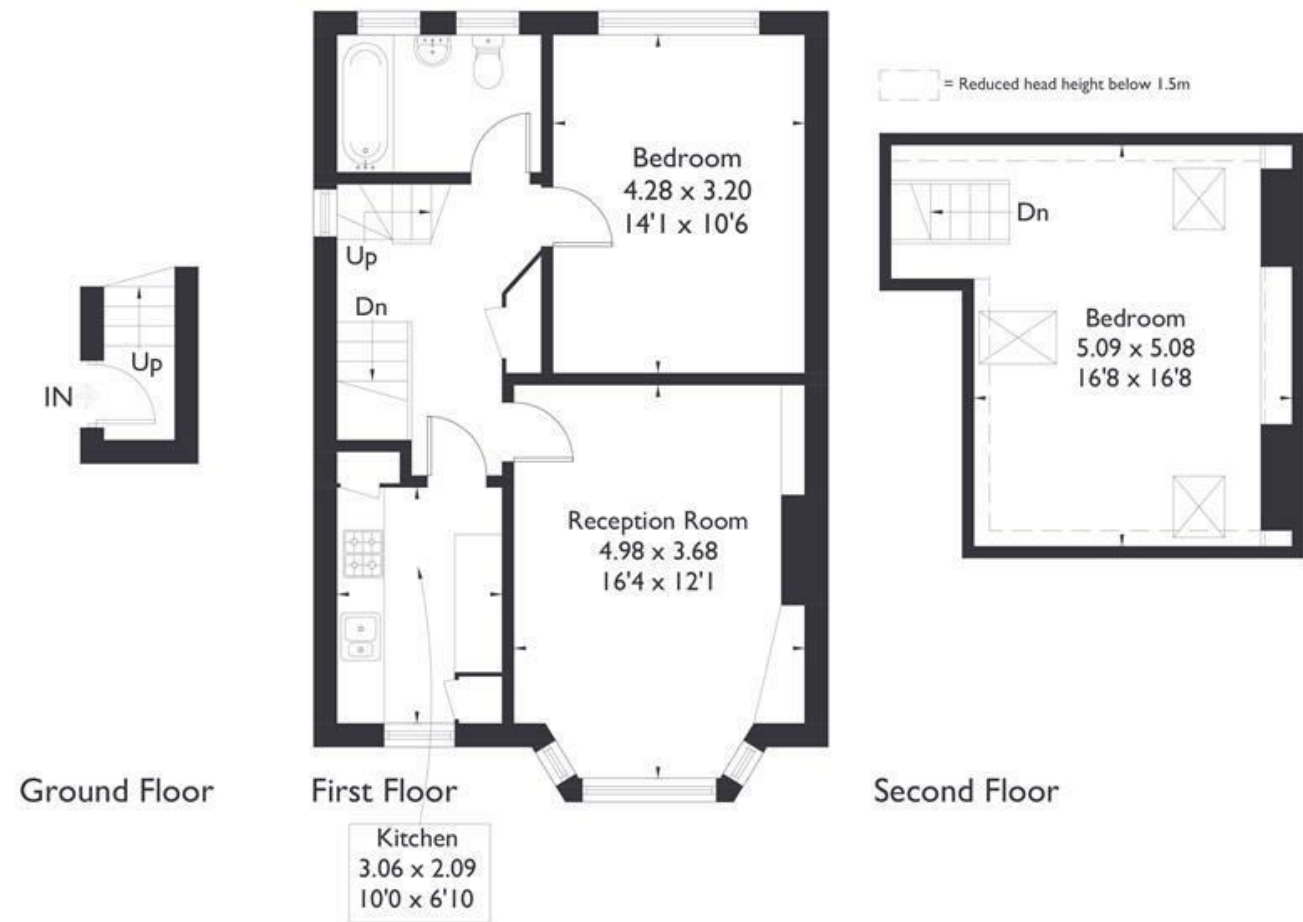 = Reduced head height below 1.5m
Bedroom
4.28 x 3.20
14'1 x 10'6
Up
Dn
Dn
Up
IN
Bedroom
5.09 x 5.08
16'8 x 16'8
Reception Room
4.98 x 3.68
16'4 x 12'1
Ground Floor
First Floor
Second Floor
Kitchen
3.06 x 2.09
10'0 x 6'10